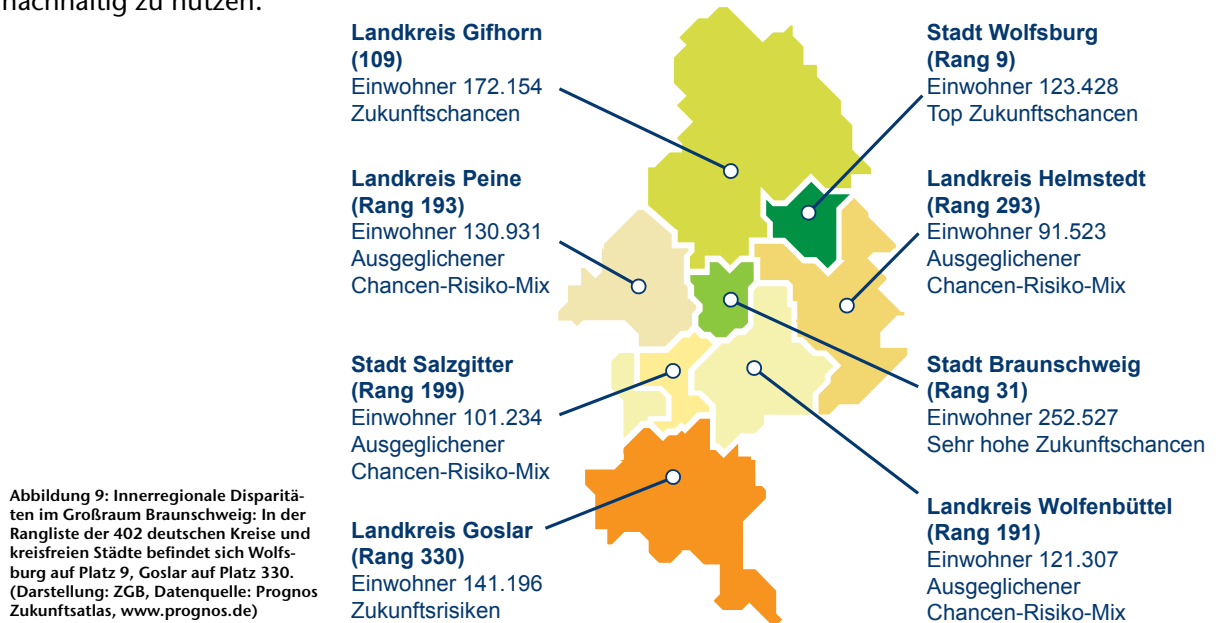 nachhaltig zu nutzen.
Landkreis Gifhorn
(109)
Einwohner 172.154
Zukunftschancen
Stadt Wolfsburg
(Rang 9)
Einwohner 123.428
Top Zukunftschancen
Landkreis Peine
(Rang 193)
Einwohner 130.931
Ausgeglichener
Chancen-Risiko-Mix
Landkreis Helmstedt
(Rang 293)
Einwohner 91.523
Ausgeglichener
Chancen-Risiko-Mix
Stadt Salzgitter
(Rang 199)
Einwohner 101.234
Ausgeglichener
Chancen-Risiko-Mix
Stadt Braunschweig
(Rang 31)
Einwohner 252.527
Sehr hohe Zukunftschancen
Landkreis Goslar
(Rang 330)
Einwohner 141.196
Zukunftsrisiken
Landkreis Wolfenbüttel
(Rang 191)
Einwohner 121.307
Ausgeglichener
Chancen-Risiko-Mix
Abbildung 9: Innerregionale Disparitä-
ten im Großraum Braunschweig: In der
Rangliste der 402 deutschen Kreise und
kreisfreien Städte befindet sich Wolfs-
burg auf Platz 9, Goslar auf Platz 330.
(Darstellung: ZGB, Datenquelle: Prognos
Zukunftsatlas, www.prognos.de)